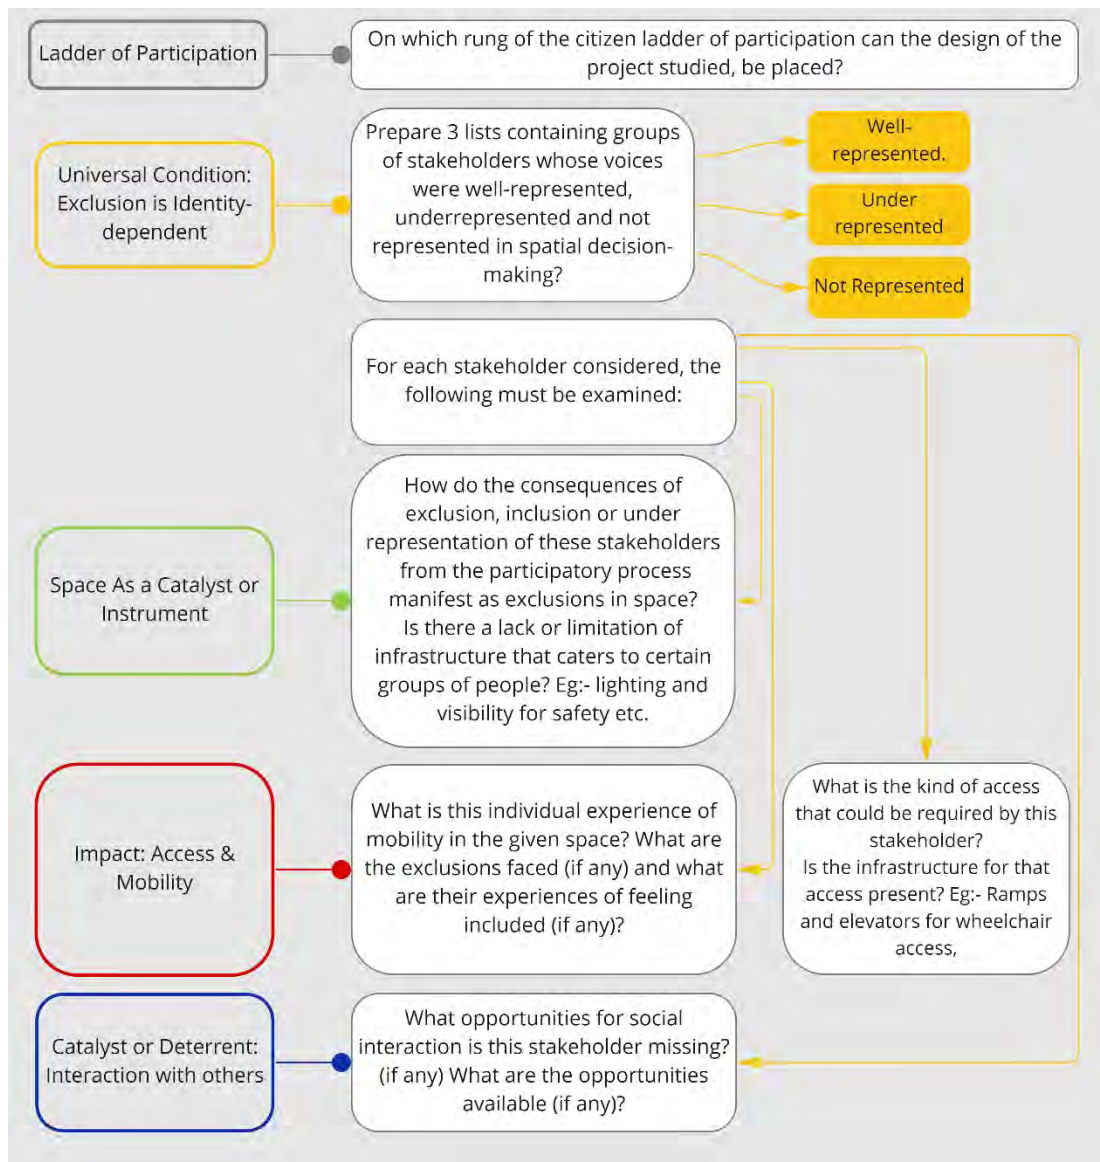 Ladder of Participation
On which rung of the citizen ladder of participation can the design of the
project studied, be placed?
Universal Condition:
Exclusion is Identity-
dependent
Prepare 3 lists containing groups
of stakeholders whose voices
were well-represented,
underrepresented and not
represented in spatial decision-
making?
Well-
represented.
Under
represented
Not Represented
For each stakeholder considered, the
following must be examined:
Space As a Catalyst or
Instrument
How do the consequences of
exclusion, inclusion or under
representation of these stakeholders
from the participatory process
manifest as exclusions in space?
Is there a lack or limitation of
infrastructure that caters to certain
groups of people? Eg:- lighting and
visibility for safety etc.
Impact: Access &
Mobility
What is this individual experience of
mobility in the given space? What are
the exclusions faced (if any) and what
are their experiences of feeling
included (if any)?
What is the kind of access
that could be required by this
stakeholder?
Is the infrastructure for that
access present? Eg:- Ramps
and elevators for wheelchair
access,
Catalyst or Deterrent:
Interaction with others
What opportunities for social
interaction is this stakeholder missing?
(if any) What are the opportunities
available (if any)?